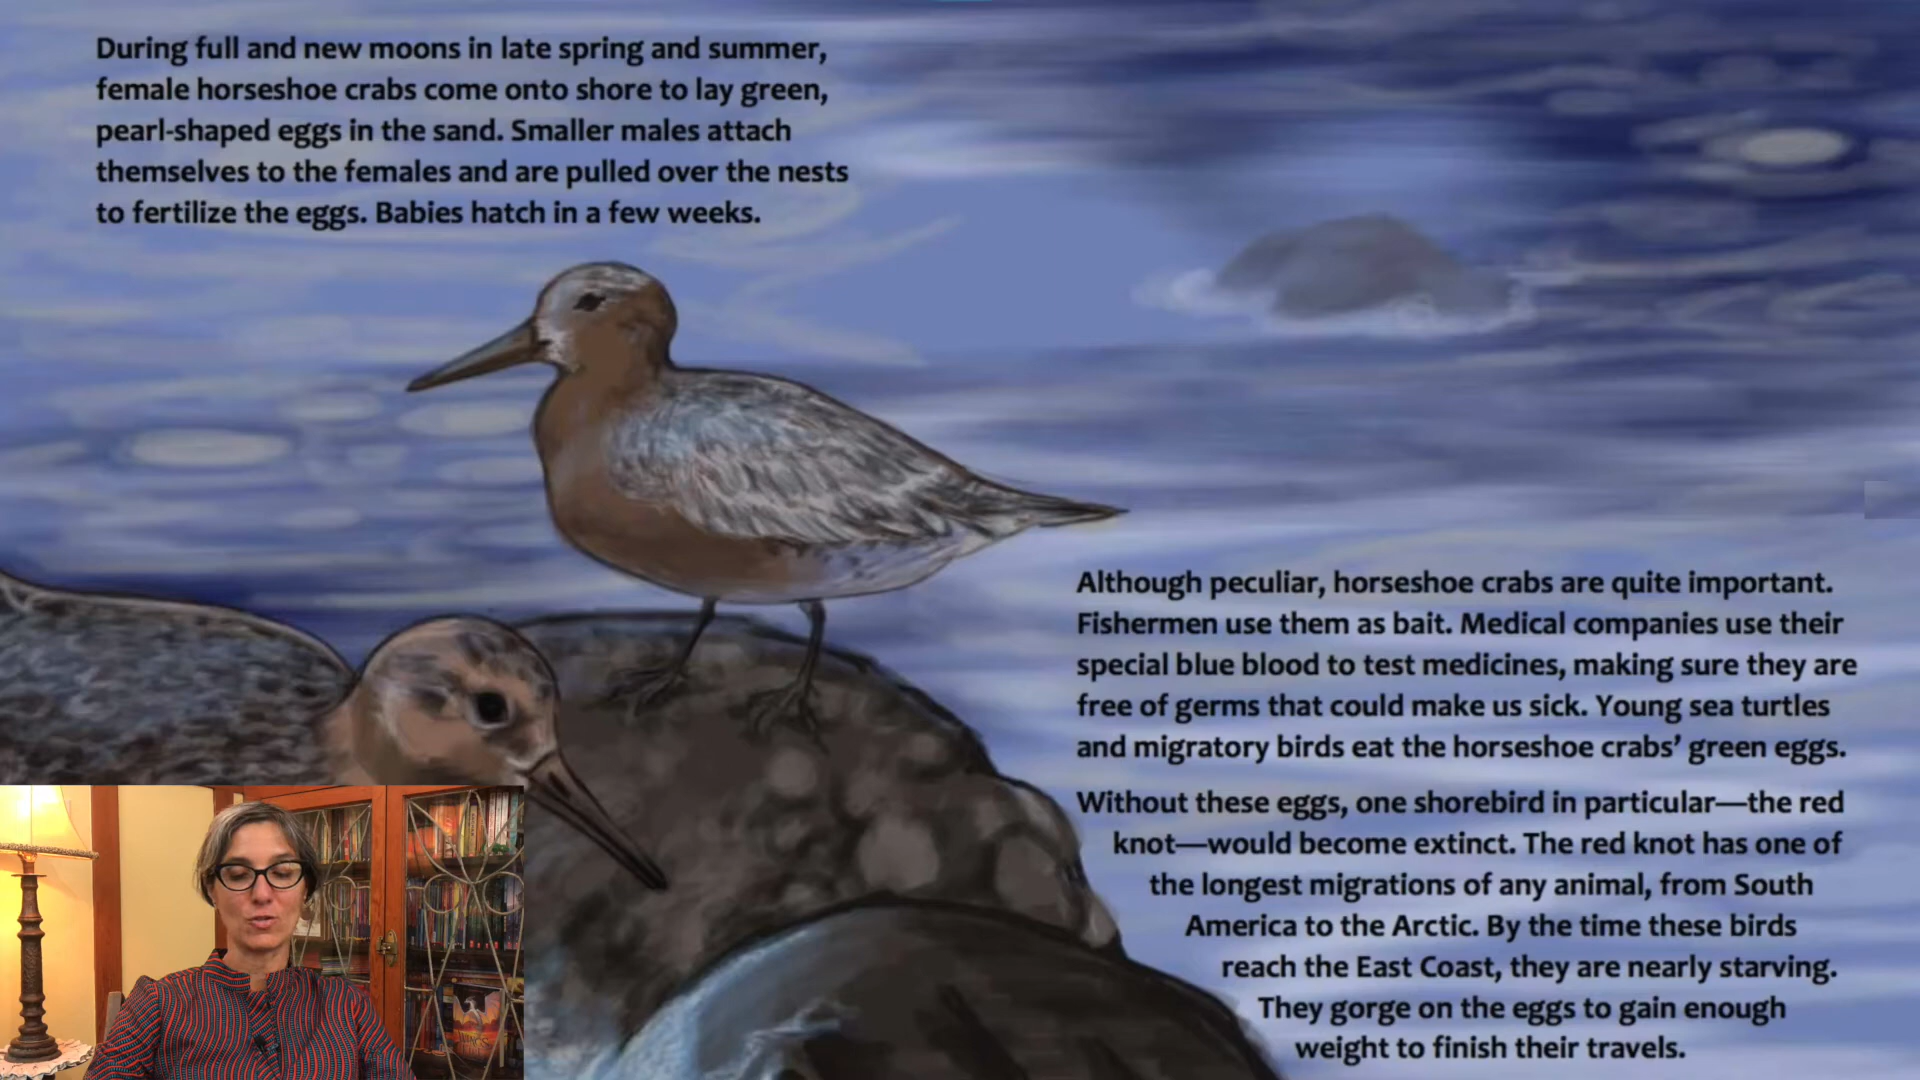 During full and new moons in late spring and summer,
female horseshoe crabs come onto shore to lay green,
pearl-shaped eggs in the sand. Smaller males attach
themselves to the females and are pulled over the nests
to fertilize the eggs. Babies hatch in a few weeks.
Although peculiar, horseshoe crabs are quite important.
Fishermen use them as bait. Medical companies use their
special blue blood to test medicines, making sure they are
free of germs that could make us sick. Young sea turtles
and migratory birds eat the horseshoe crabs’ green eggs.
Without these eggs, one shorebird in particular—the red
knot—would become extinct. The red knot has one of
the longest migrations of any animal, from South
America to the Arctic. By the time these birds
reach the East Coast, they are nearly starving.
They gorge on the eggs to gain enough
weight to finish their travels.